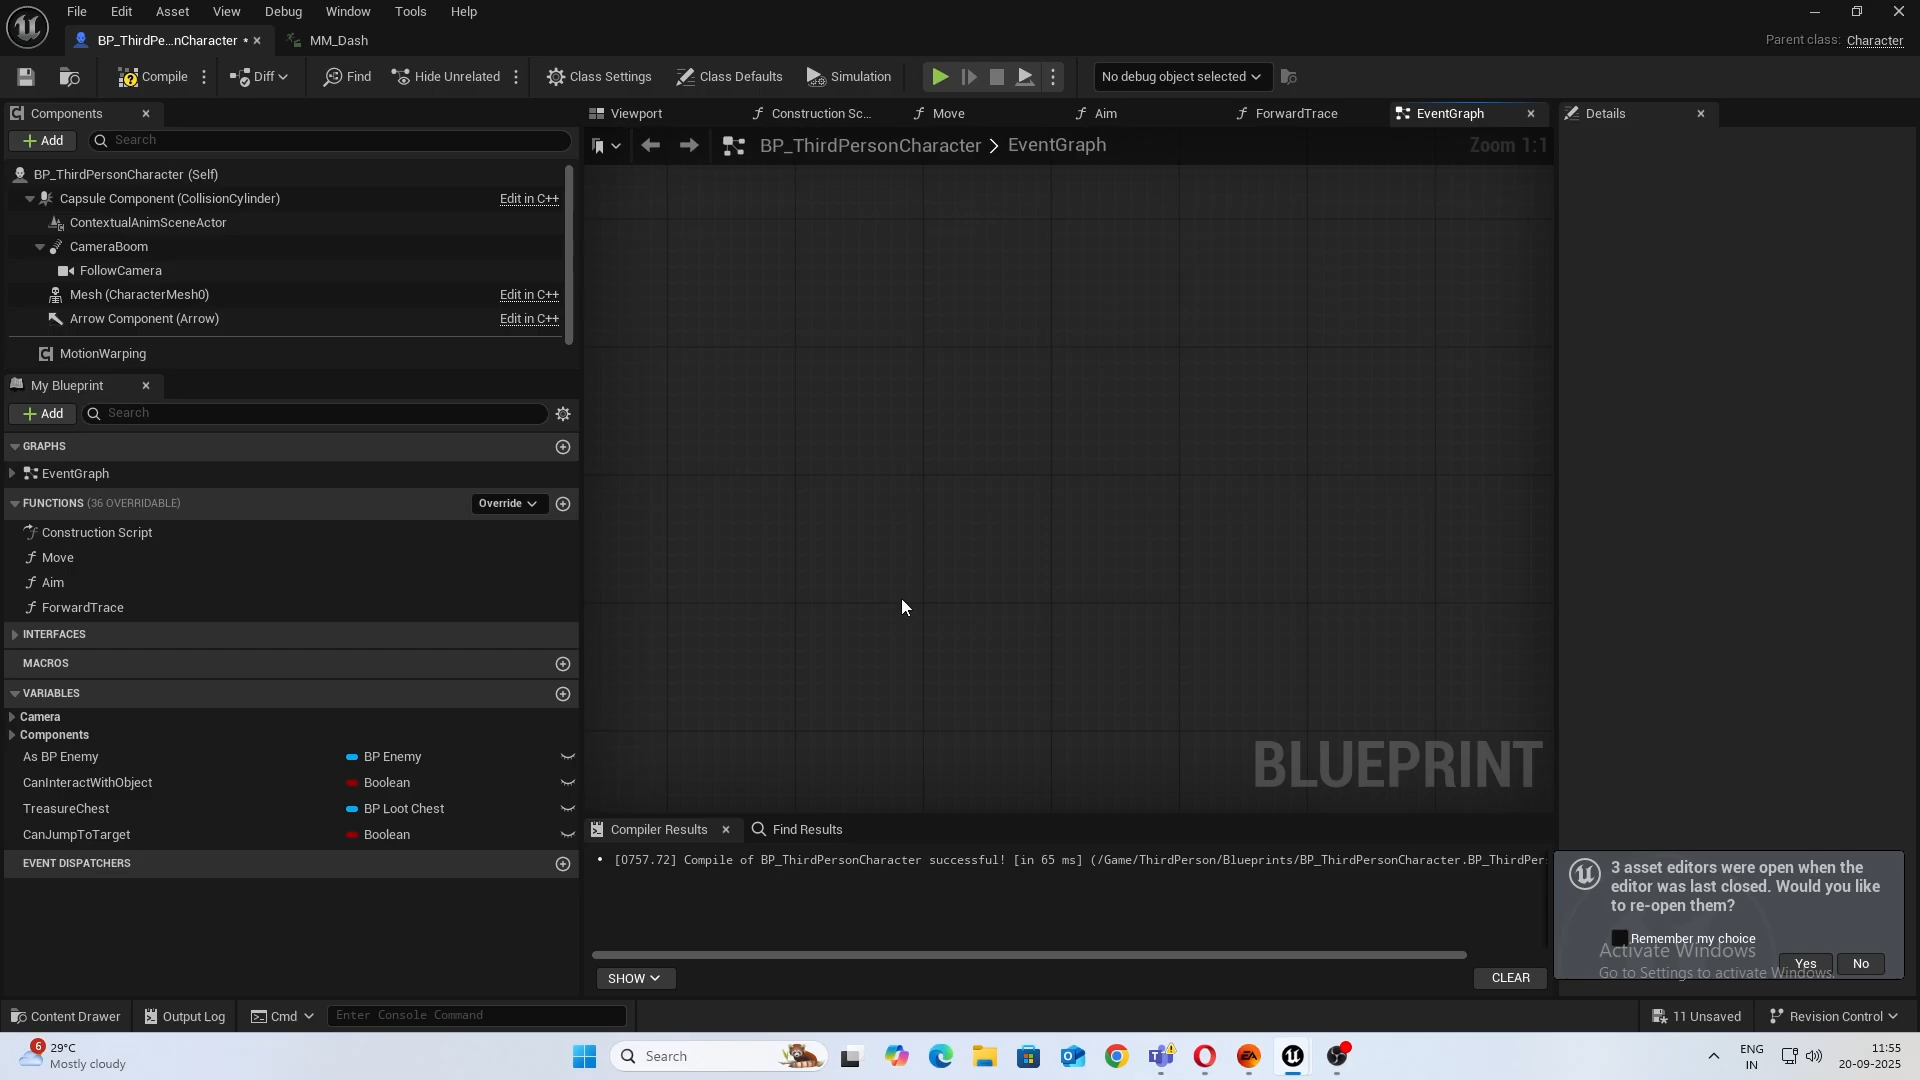 File Edit Asset View Debug Window Tools Help
BP_ThirdPe...nCharacter •
MM_Dash
Parent class: Character
Compile
Diff
Find
Hide Unrelated
Class Settings
Class Defaults
Simulation
No debug object selected
Components
Add
Search
BP_ThirdPersonCharacter (Self)
Capsule Component (CollisionCylinder) Edit in C++
ContextualAnimSceneActor
CameraBoom
FollowCamera
Mesh (CharacterMesh0) Edit in C++
Arrow Component (Arrow) Edit in C++
MotionWarping
My Blueprint
Add
Search
GRAPHS
EventGraph
FUNCTIONS (36 OVERRIDABLE) Override
Construction Script
Move
Aim
ForwardTrace
INTERFACES
MACROS
VARIABLES
Camera
Components
As BP Enemy BP Enemy
CanInteractWithObject Boolean
TreasureChest BP Loot Chest
CanJumpToTarget Boolean
EVENT DISPATCHERS
Viewport
Construction Sc...
Move
Aim
ForwardTrace
EventGraph
BP_ThirdPersonCharacter > EventGraph
Zoom 1:1
BLUEPRINT
Compiler Results
Find Results
[0757.72] Compile of BP_ThirdPersonCharacter successful! [in 65 ms] (/Game/ThirdPerson/Blueprints/BP_ThirdPersonCharacter.BP_ThirdPer
SHOW
CLEAR
Details
3 asset editors were open when the
editor was last closed. Would you like
to re-open them?
Remember my choice
Yes
No
Activate Windows
Go to Settings to activate Windows.
Content Drawer
Output Log
Cmd
Enter Console Command
11 Unsaved
Revision Control
6
29°C
Mostly cloudy
Search
ENG
IN
11:55
20-09-2025